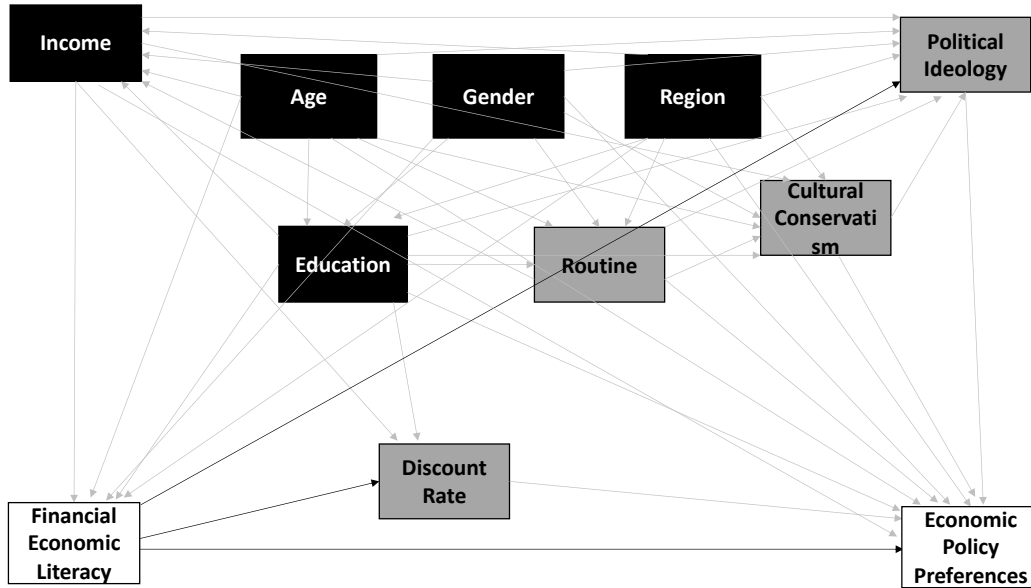 Income
Political
Ideology
Age
Gender
Region
Cultural
Conservati
sm
Education
Routine
Discount
Rate
Financial
Economic
Literacy
Economic
Policy
Preferences